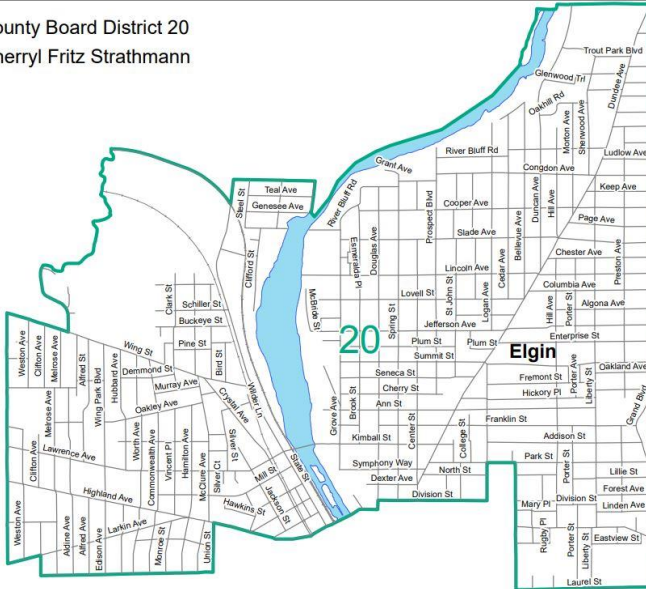 ounty Board District 20
herryl Fritz Strathmann
Trout Park Blvd
Glenwood Trl
Dundee Ave
Oakhill Rd
Morton Ave
Sherwood Ave
River Bluff Rd
Ludlow Ave
Grant Ave
Congdon Ave
Teal Ave
Steel St
Genesee Ave
River Bluff Rd
Keep Ave
Duncan Ave
Hill Ave
Prospect Blvd
Cooper Ave
Page Ave
Bellevue Ave
Slade Ave
Esmeralda Pl
Douglas Ave
Chester Ave
Preston Ave
Clifford St
Lincoln Ave
Cedar Ave
Columbia Ave
Clark St
McBride St
Lovell St
St John St
Logan Ave
Hill Ave
Porter St
Algona Ave
Schiller St
Spring St
Buckeye St
Jefferson Ave
Enterprise St
Weston Ave
Clifton Ave
Melrose Ave
Wing St
Pine St
20
Plum St
Plum St
Elgin
Summit St
Alfred St
Wing Park Blvd
Hubbard Ave
Demmond St
Bird St
Seneca St
Fremont St
Porter Ave
Liberty St
Oakland Ave
Murray Ave
Cherry St
Hickory Pl
Melrose Ave
Oakley Ave
Crystal Ave
Wilder Ln
Grove Ave
Brook St
Ann St
Center St
Franklin St
Grand Blvd
Worth Ave
Commonwealth Ave
Vincent Pl
Hamilton Ave
Silver St
Kimball St
College St
Addison St
Clifton Ave
Lawrence Ave
McClure Ave
Silver Ct
Mill St
State St
Symphony Way
North St
Park St
Porter St
Lillie St
Dexter Ave
Highland Ave
Jackson St
Division St
Division St
Forest Ave
Weston Ave
Hawkins St
Mary Pl
Linden Ave
Aldine Ave
Alfred Ave
Edison Ave
Larkin Ave
Monroe St
Union St
Rugby Pl
Porter St
Liberty St
Eastview St
Laurel St